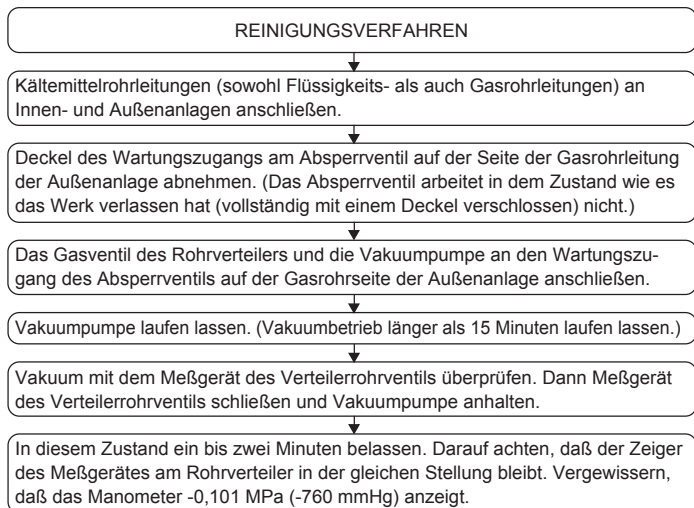 REINIGUNGSVERFAHREN
Kältemittelrohrleitungen (sowohl Flüssigkeits- als auch Gasrohrleitungen) an
Innen- und Außenanlagen anschließen.
Deckel des Wartungszugangs am Absperrventil auf der Seite der Gasrohrleitung
der Außenanlage abnehmen. (Das Absperrventil arbeitet in dem Zustand wie es
das Werk verlassen hat (vollständig mit einem Deckel verschlossen) nicht.)
Das Gasventil des Rohrverteilers und die Vakuumpumpe an den Wartungszu-
gang des Absperrventils auf der Gasrohrseite der Außenanlage anschließen.
Vakuumpumpe laufen lassen. (Vakuumbetrieb länger als 15 Minuten laufen lassen.)
Vakuum mit dem Meßgerät des Verteilerrohrventils überprüfen. Dann Meßgerät
des Verteilerrohrventils schließen und Vakuumpumpe anhalten.
In diesem Zustand ein bis zwei Minuten belassen. Darauf achten, daß der Zeiger
des Meßgerätes am Rohrverteiler in der gleichen Stellung bleibt. Vergewissern,
daß das Manometer -0,101 MPa (-760 mmHg) anzeigt.